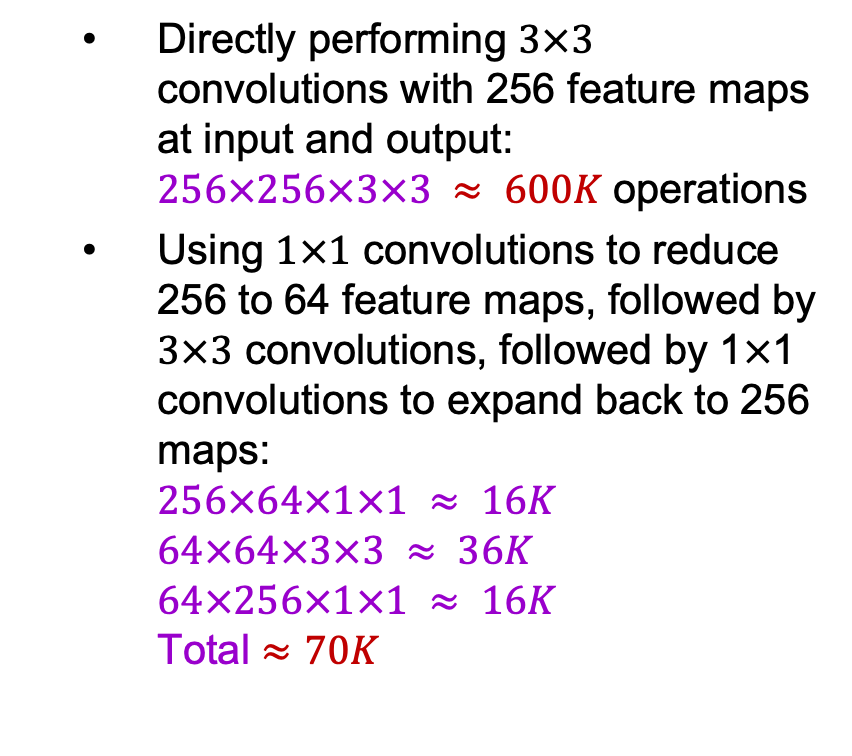 • Directly performing 3×3
convolutions with 256 feature maps
at input and output:
256×256×3×3 ≈ 600K operations
• Using 1×1 convolutions to reduce
256 to 64 feature maps, followed by
3×3 convolutions, followed by 1×1
convolutions to expand back to 256
maps:
256×64×1×1 ≈ 16K
64×64×3×3 ≈ 36K
64×256×1×1 ≈ 16K
Total ≈ 70K